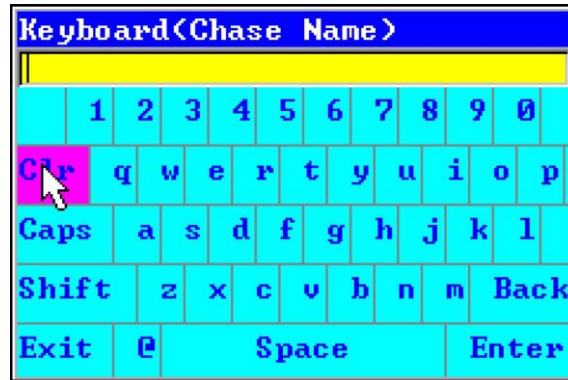 Keyboard(Chase Name)
1 2 3 4 5 6 7 8 9 0
Clr q w e r t y u i o p
Caps a s d f g h j k l
Shift z x c v b n m Back
Exit @ Space Enter